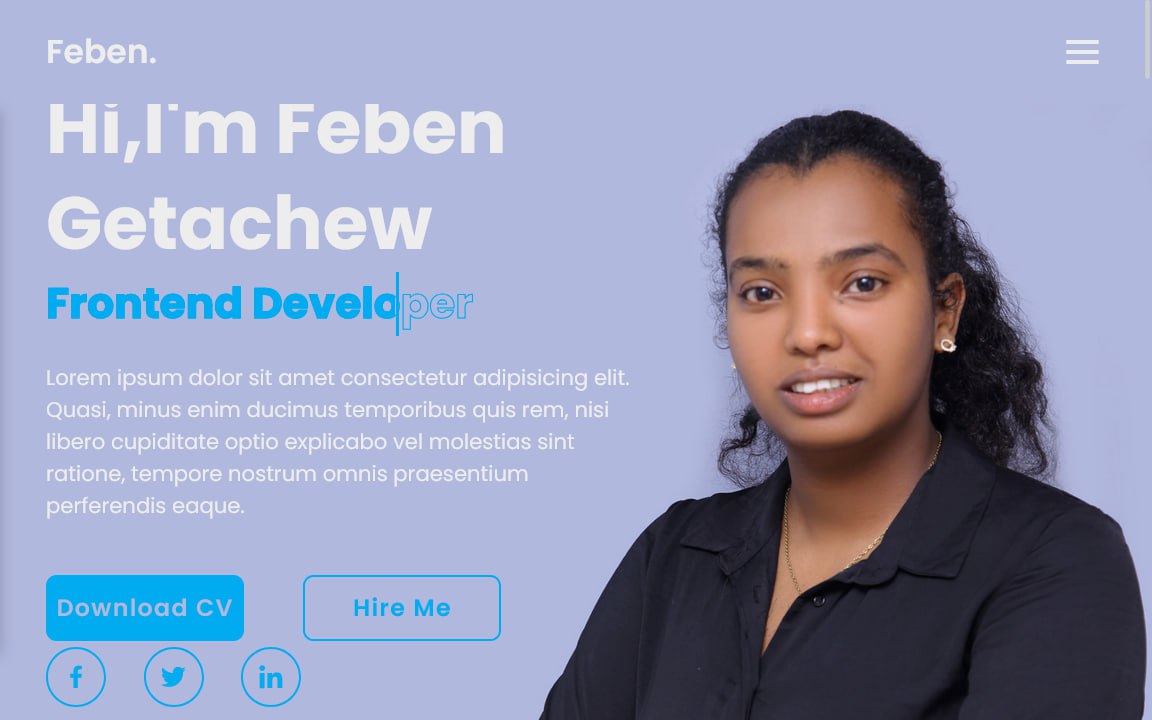 Feben.
Hi,I'm Feben
Getachew
Frontend Developer
Lorem ipsum dolor sit amet consectetur adipisicing elit.
Quasi, minus enim ducimus temporibus quis rem, nisi
libero cupiditate optio explicabo vel molestias sint
ratione, tempore nostrum omnis praesentium
perferendis eaque.
Download CV
Hire Me